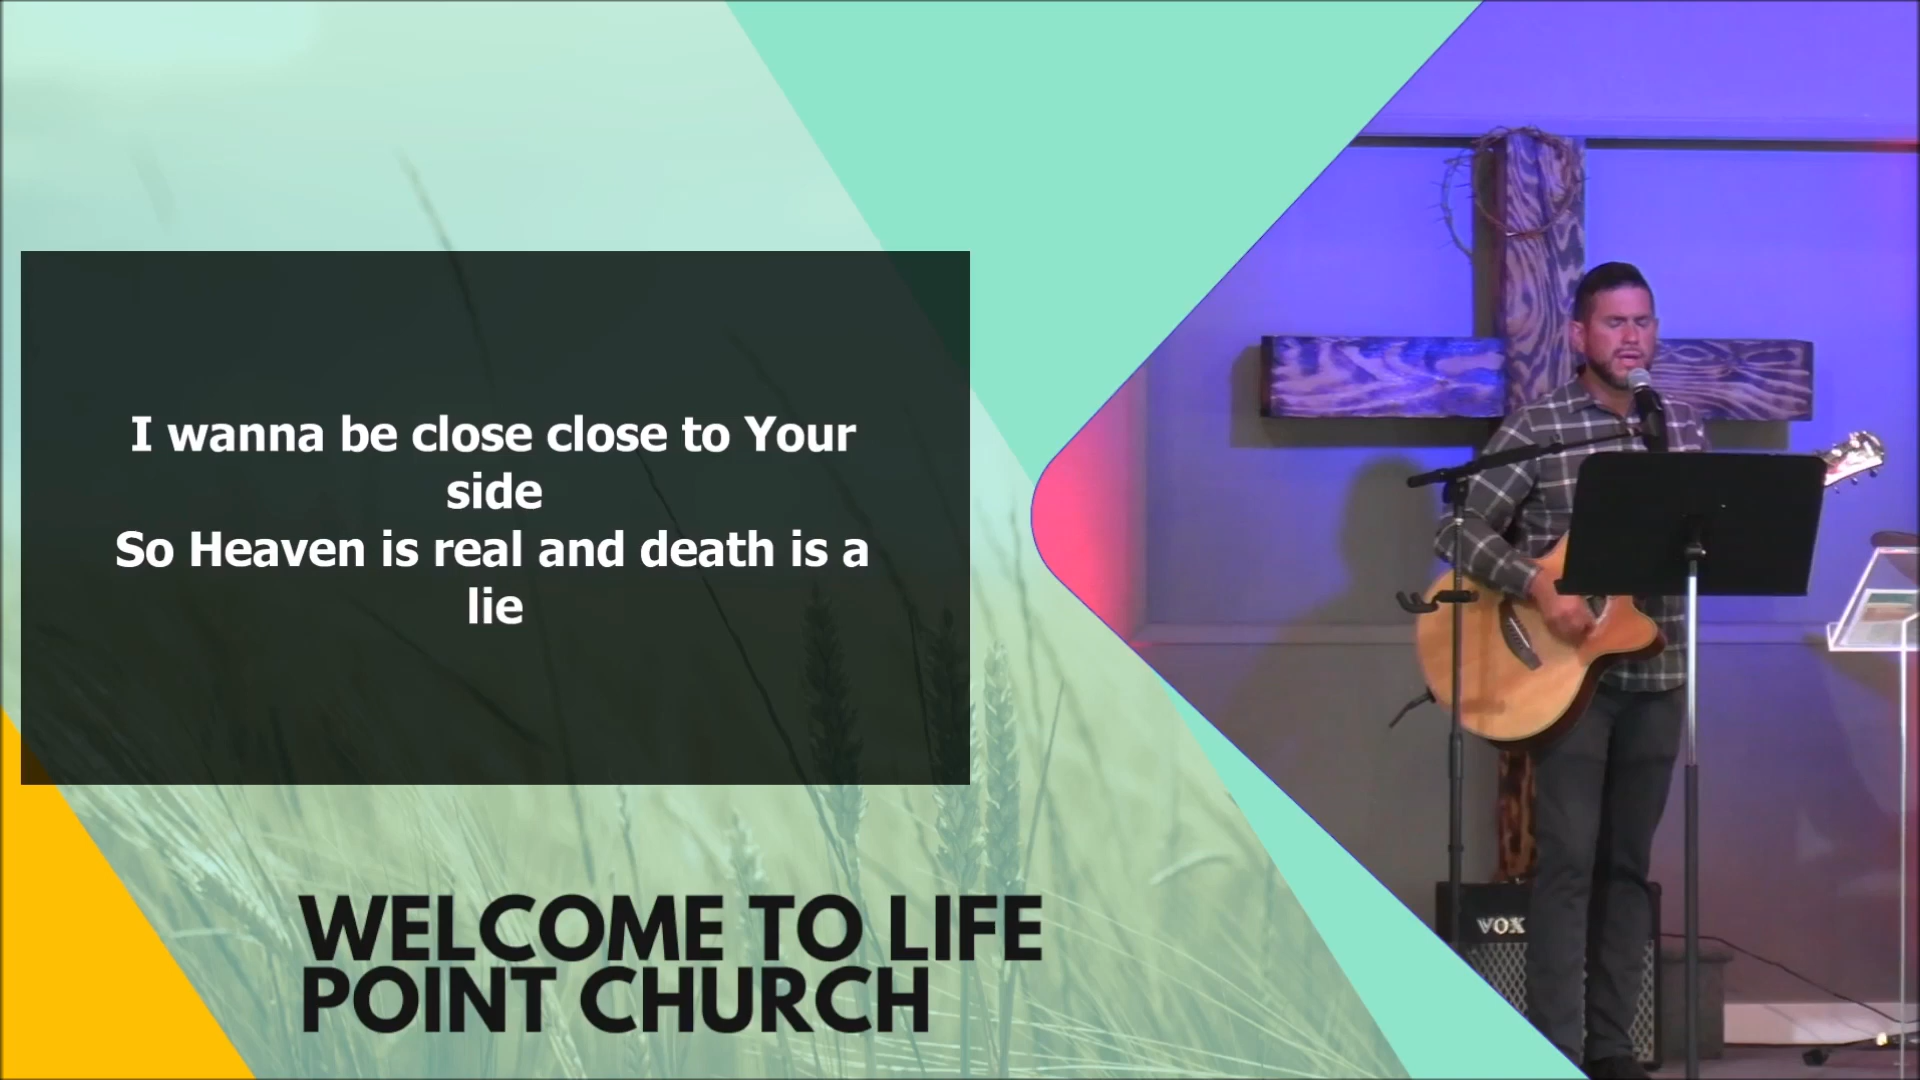 I wanna be close close to Your
side
So Heaven is real and death is a
lie
WELCOME TO LIFE
POINT CHURCH
VOX